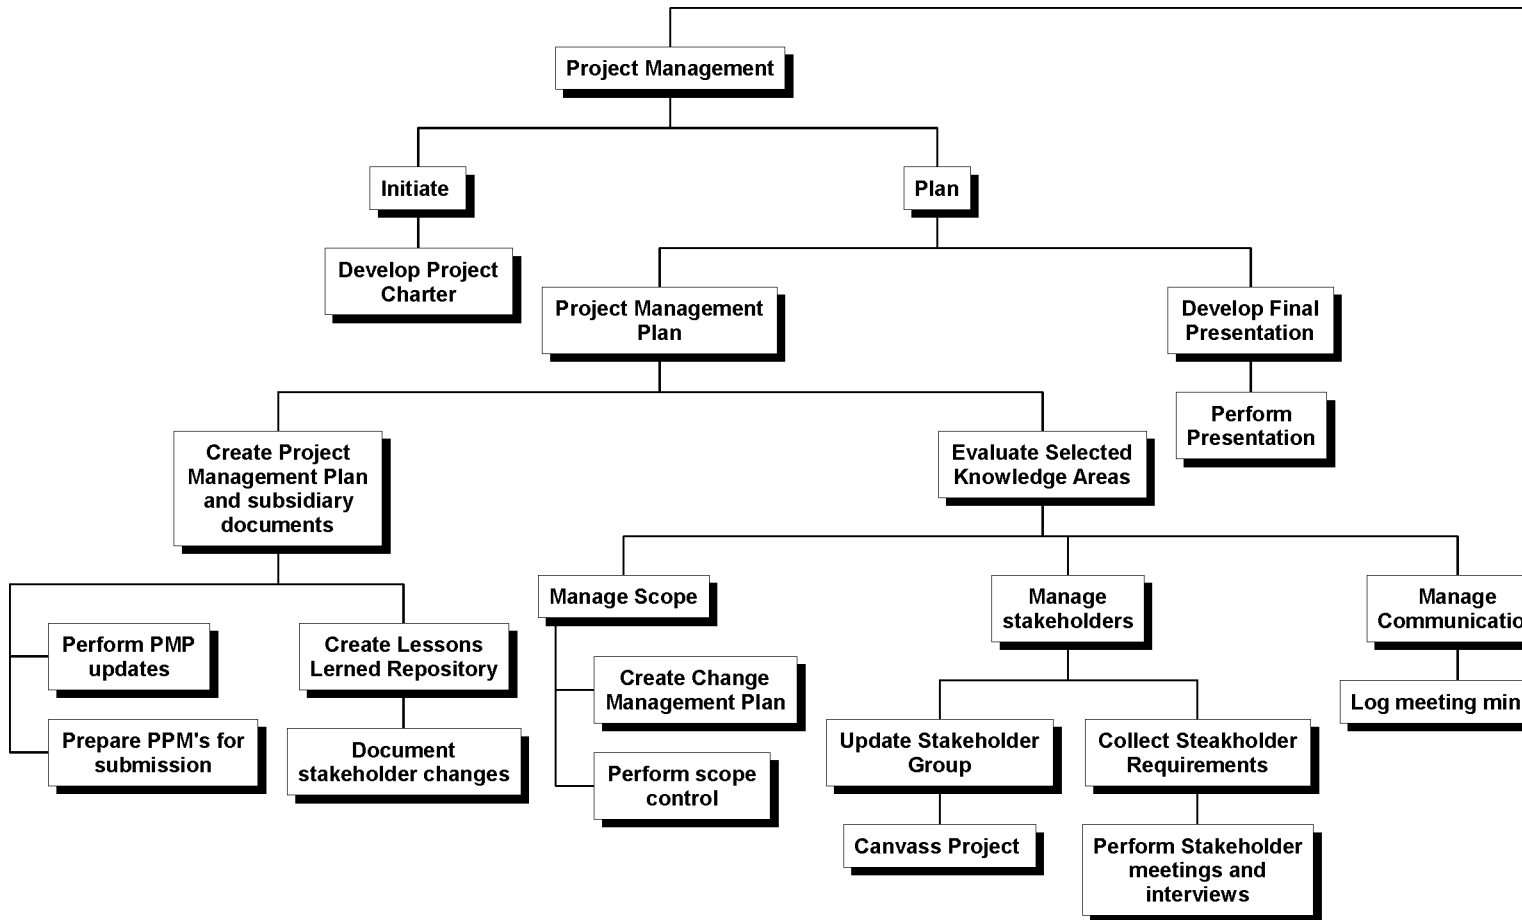 Project Management
Initiate
Plan
Develop Project
Charter
Project Management
Plan
Develop Final
Presentation
Perform
Presentation
Create Project
Management Plan
and subsidiary
documents
Evaluate Selected
Knowledge Areas
Manage Scope
Manage
stakeholders
Manage
Communicatio
Perform PMP
updates
Create Lessons
Lerned Repository
Create Change
Management Plan
Log meeting min
Prepare PPM's for
submission
Document
stakeholder changes
Perform scope
control
Update Stakeholder
Group
Collect Steakholder
Requirements
Canvass Project
Perform Stakeholder
meetings and
interviews